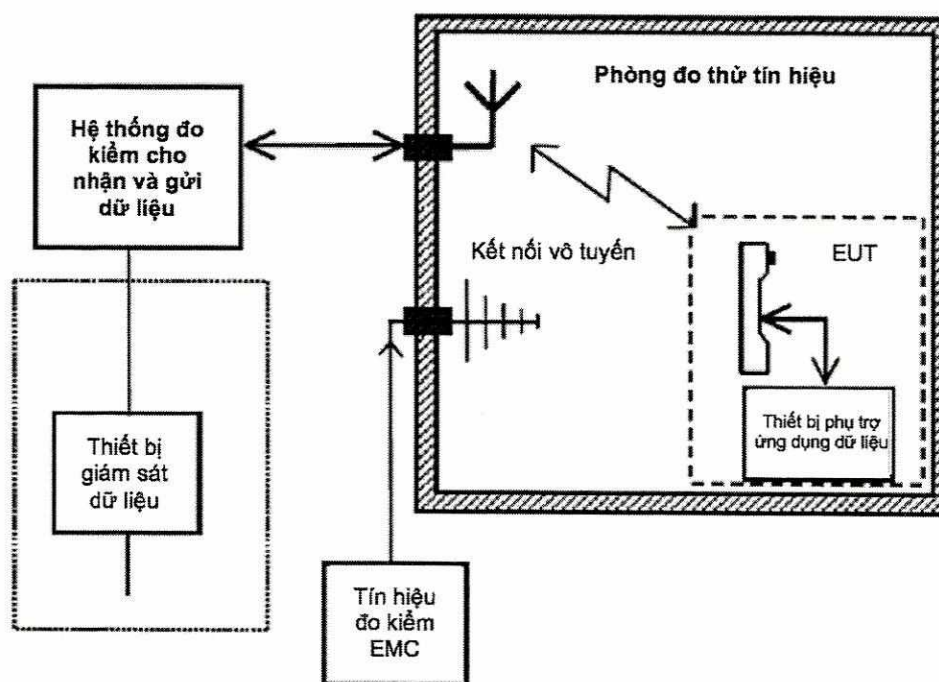 Phòng đo thử tín hiệu
Hệ thống đo
kiểm cho
nhận và gửi
dữ liệu
Kết nối vô tuyến
EUT
Thiết bị phụ trợ
ứng dụng dữ liệu
Thiết bị
giám sát
dữ liệu
Tín hiệu
đo kiểm
EMC